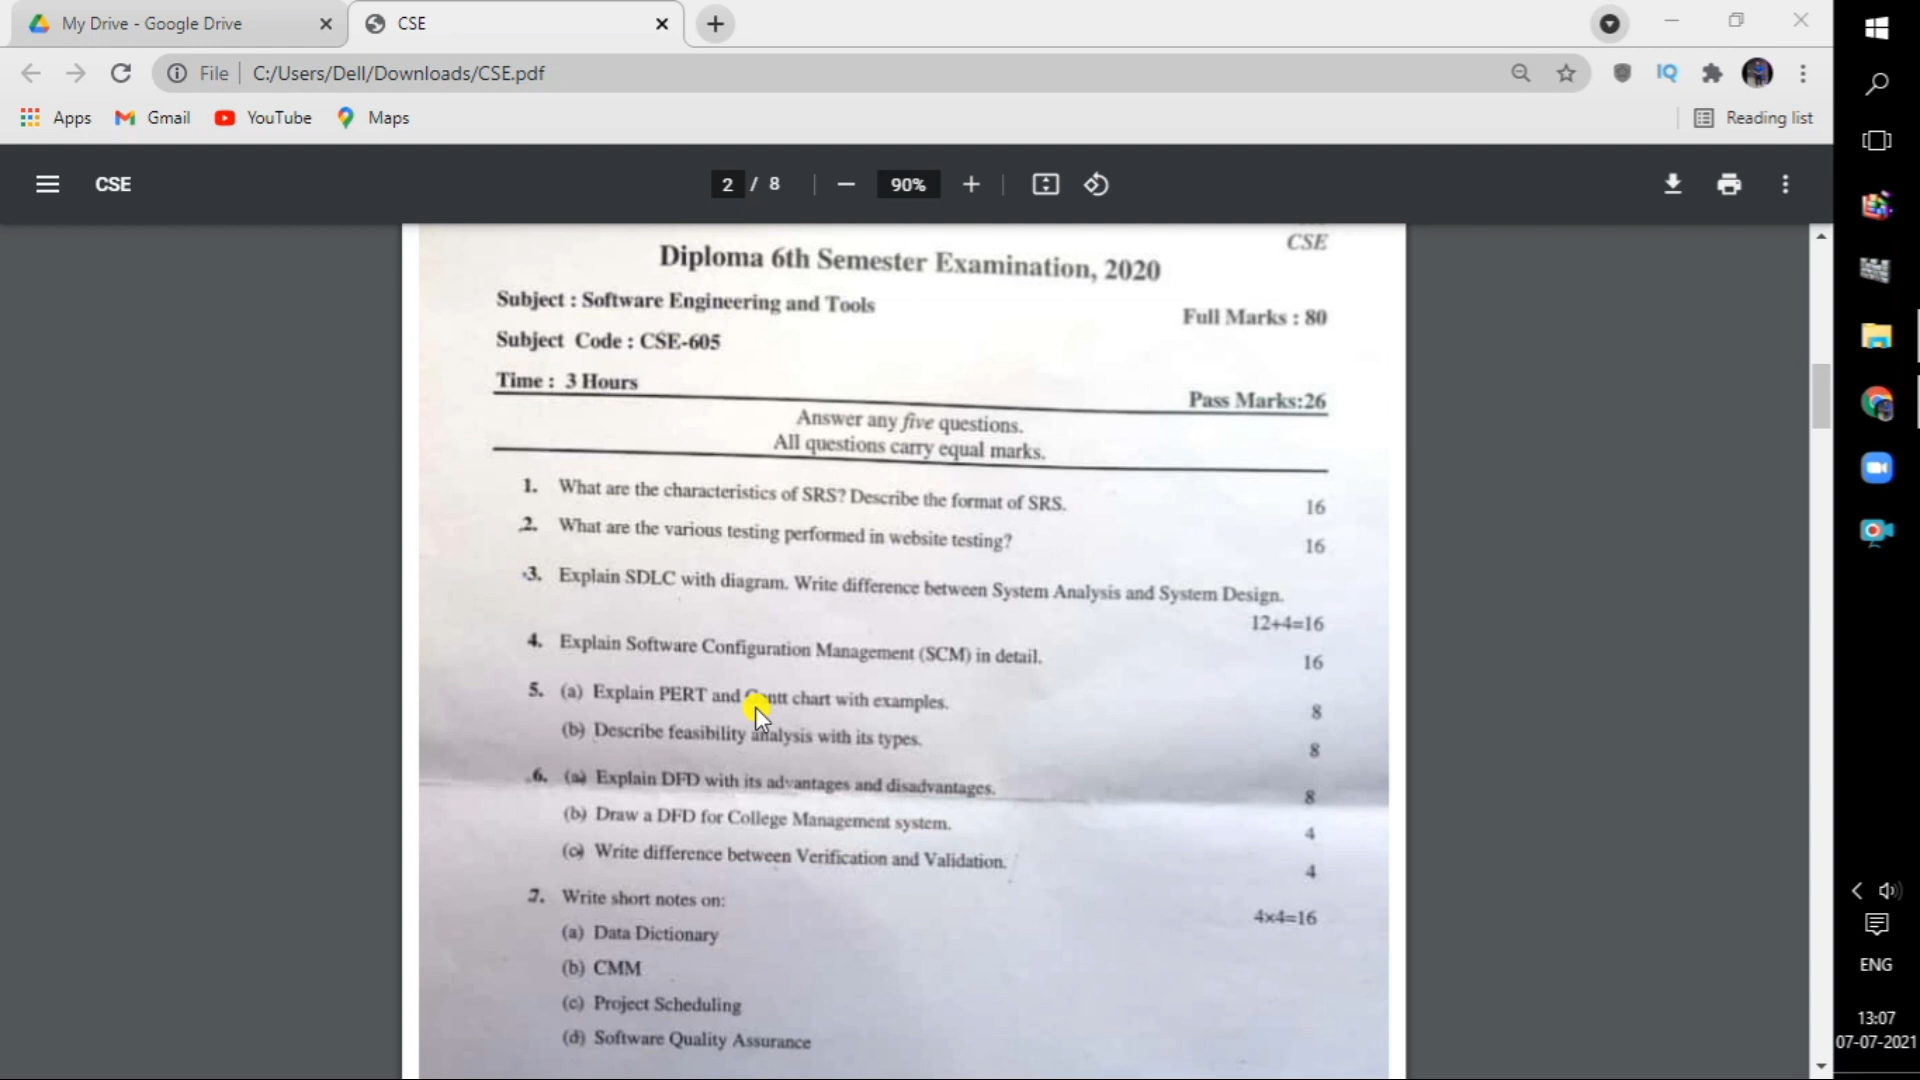 My Drive - Google Drive
CSE
File
C:/Users/Dell/Downloads/CSE.pdf
IQ
Apps
Gmail
YouTube
Maps
Reading list
CSE
2 / 8
90%
CSE
Diploma 6th Semester Examination, 2020
Subject : Software Engineering and Tools
Full Marks : 80
Subject Code : CSE-605
Time : 3 Hours
Pass Marks:26
Answer any five questions.
All questions carry equal marks.
1. What are the characteristics of SRS? Describe the format of SRS. 16
2. What are the various testing performed in website testing? 16
3. Explain SDLC with diagram. Write difference between System Analysis and System Design.
12+4=16
4. Explain Software Configuration Management (SCM) in detail. 16
5. (a) Explain PERT and Gantt chart with examples. 8
(b) Describe feasibility analysis with its types. 8
6. (a) Explain DFD with its advantages and disadvantages. 8
(b) Draw a DFD for College Management system. 4
(c) Write difference between Verification and Validation. 4
7. Write short notes on: 4×4=16
(a) Data Dictionary
(b) CMM
(c) Project Scheduling
(d) Software Quality Assurance
ENG
13:07
07-07-2021